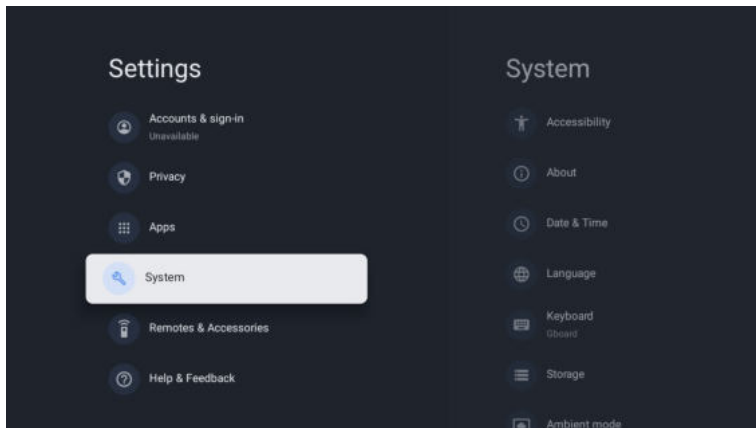 Settings
Accounts & sign-in
Unavailable
Privacy
Apps
System
Remotes & Accessories
Help & Feedback
System
Accessibility
About
Date & Time
Language
Keyboard
Gboard
Storage
Ambient mode